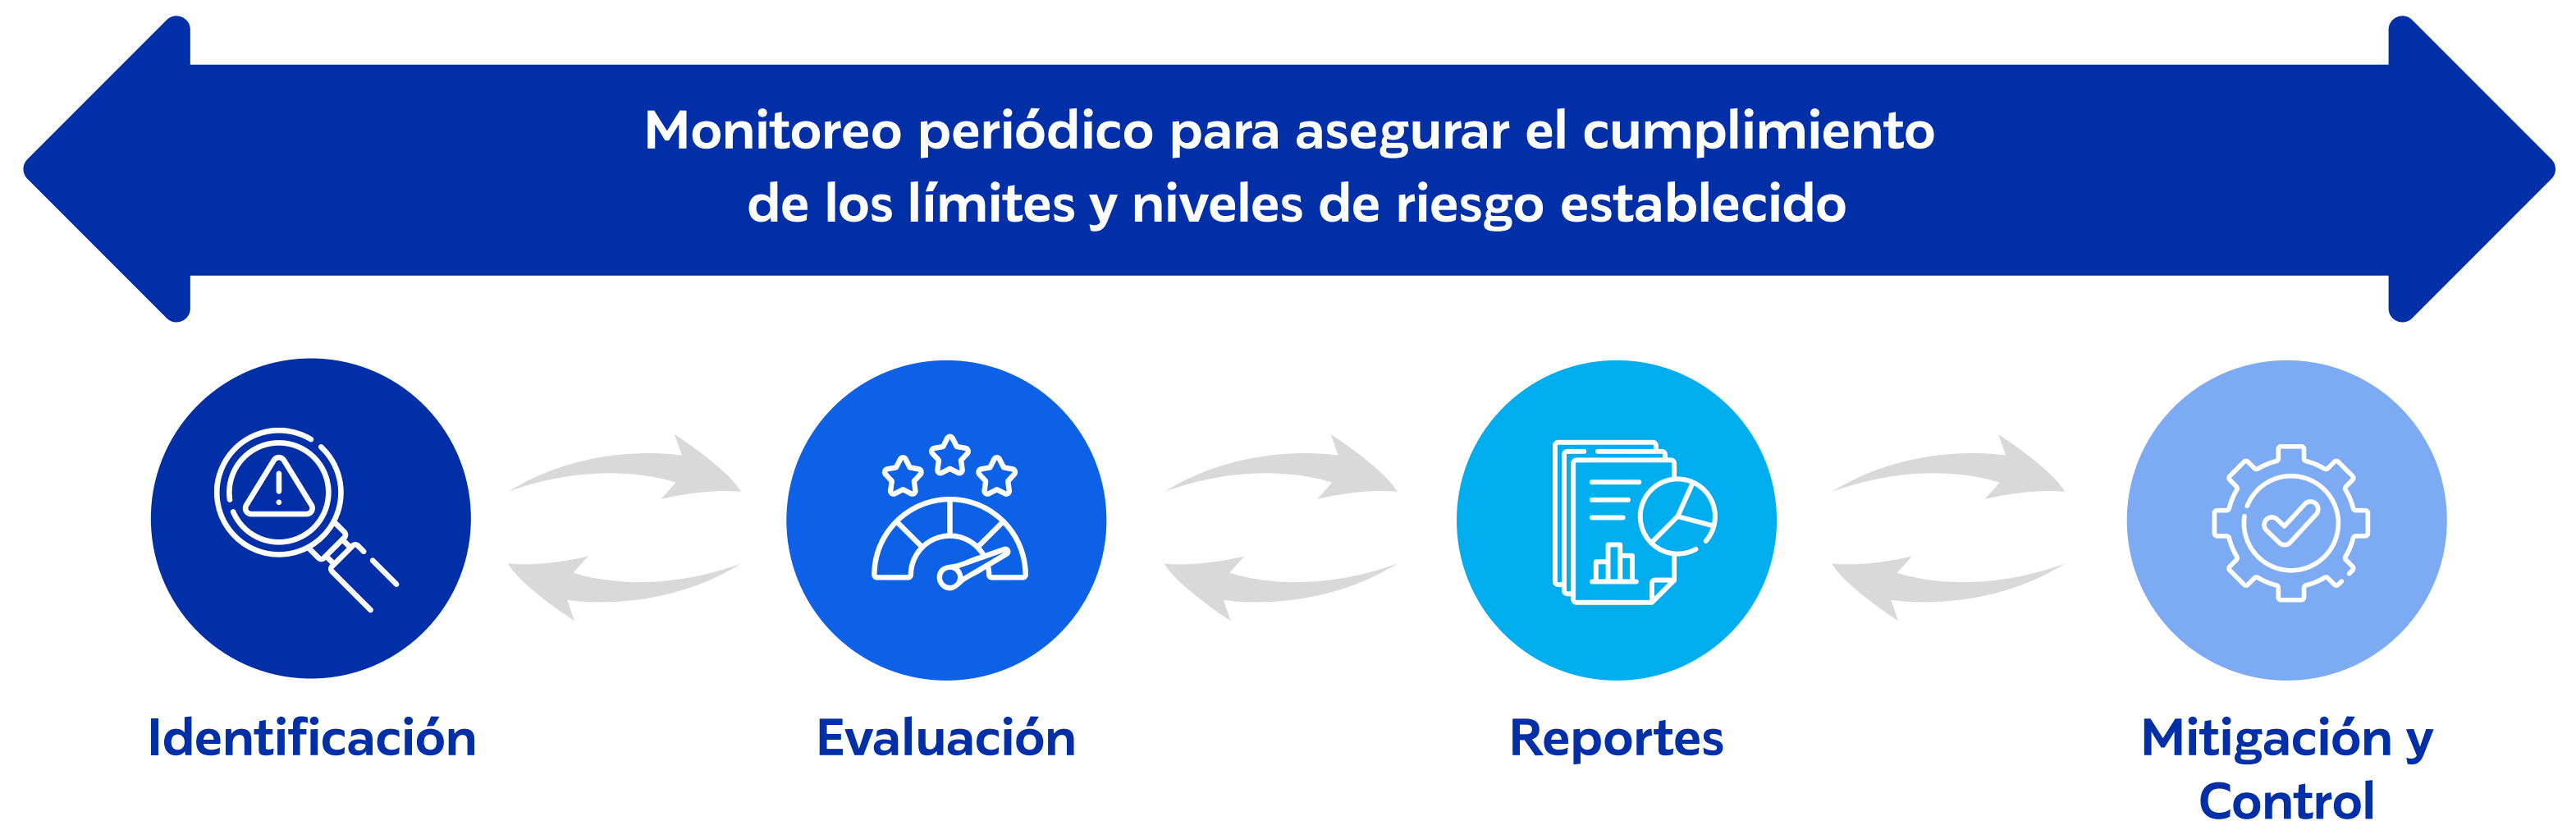 Monitoreo periódico para asegurar el cumplimiento
de los límites y niveles de riesgo establecido
Identificación
Evaluación
Reportes
Mitigación y
Control